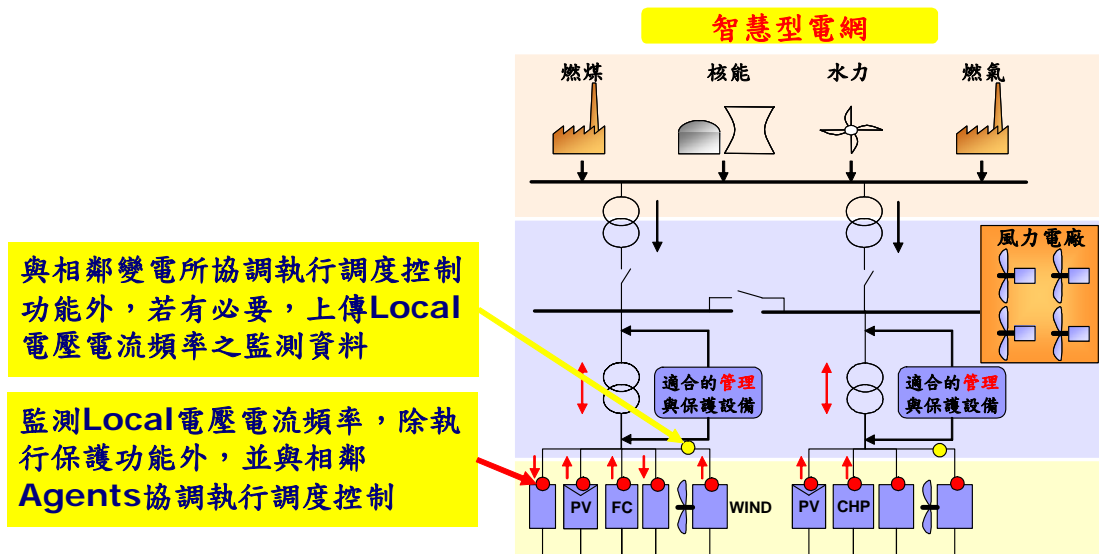 智慧型電網
燃煤
核能
水力
燃氣
風力電廠
與相鄰變電所協調執行調度控制
功能外，若有必要，上傳Local
電壓電流頻率之監測資料
適合的管理
與保護設備
適合的管理
與保護設備
監測Local電壓電流頻率，除執
行保護功能外，並與相鄰
Agents協調執行調度控制
PV
FC
WIND
PV
CHP